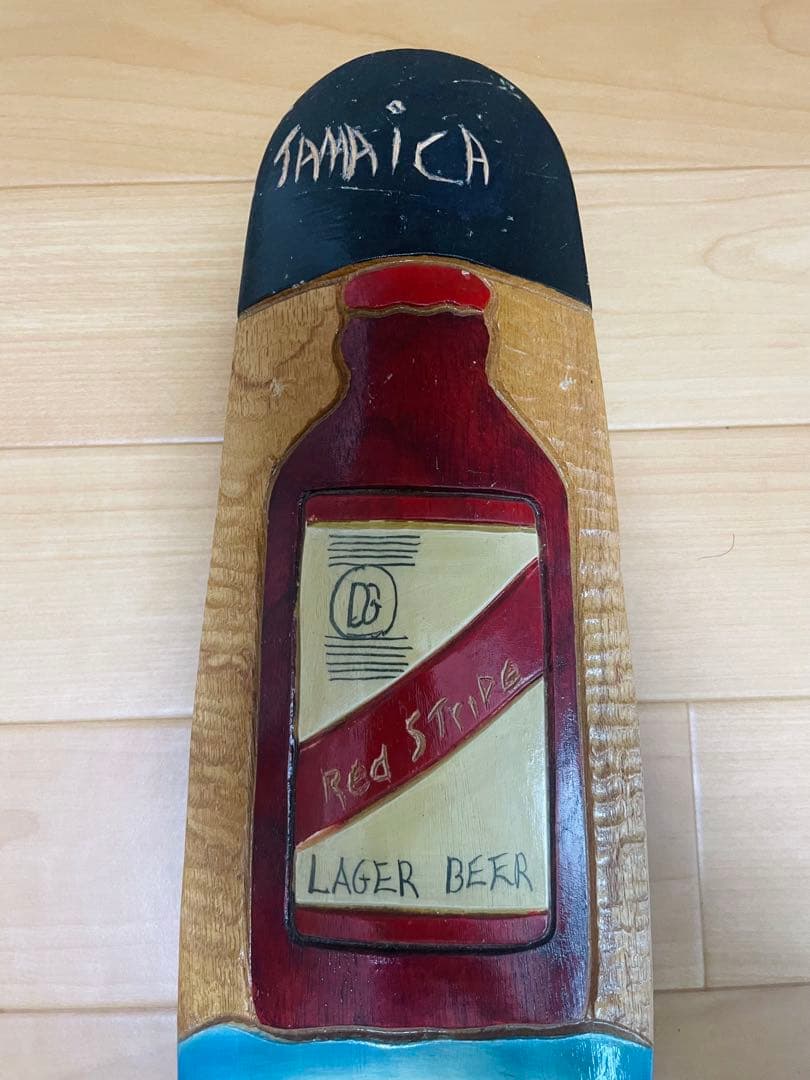 JAMAiCA
DG
Red STripe
LAGER BEER